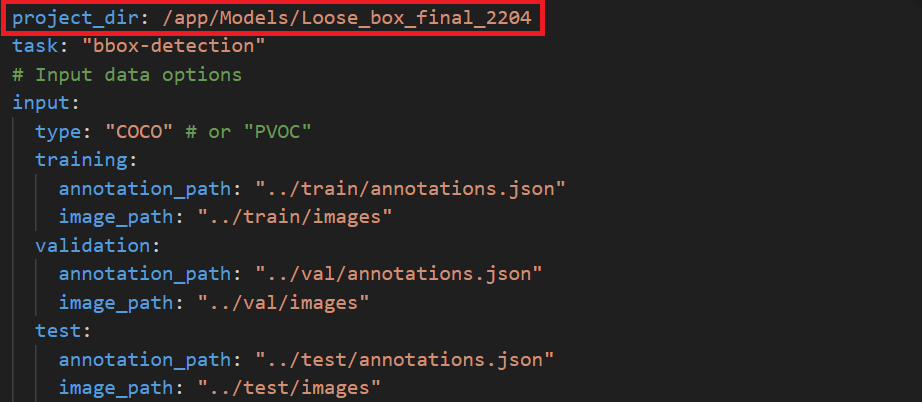 project_dir: /app/Models/Loose_box_final_2204
task: "bbox-detection"
# Input data options
input:
  type: "COCO" # or "PVOC"
  training:
    annotation_path: "../train/annotations.json"
    image_path: "../train/images"
  validation:
    annotation_path: "../val/annotations.json"
    image_path: "../val/images"
  test:
    annotation_path: "../test/annotations.json"
    image_path: "../test/images"